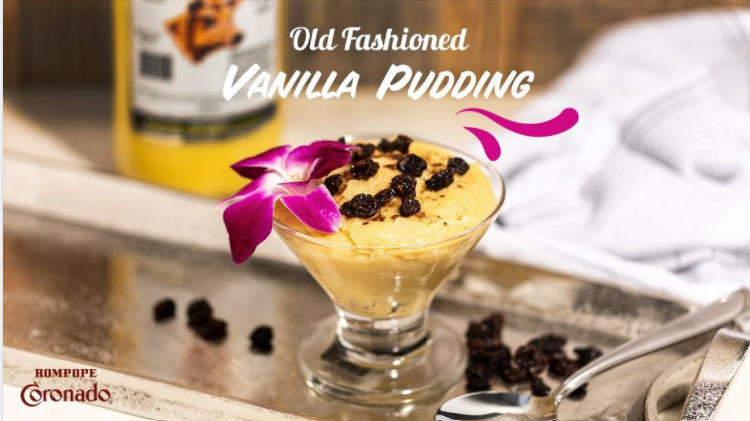 Old Fashioned
VANILLA PUDDING
ROMPOPE
Coronado